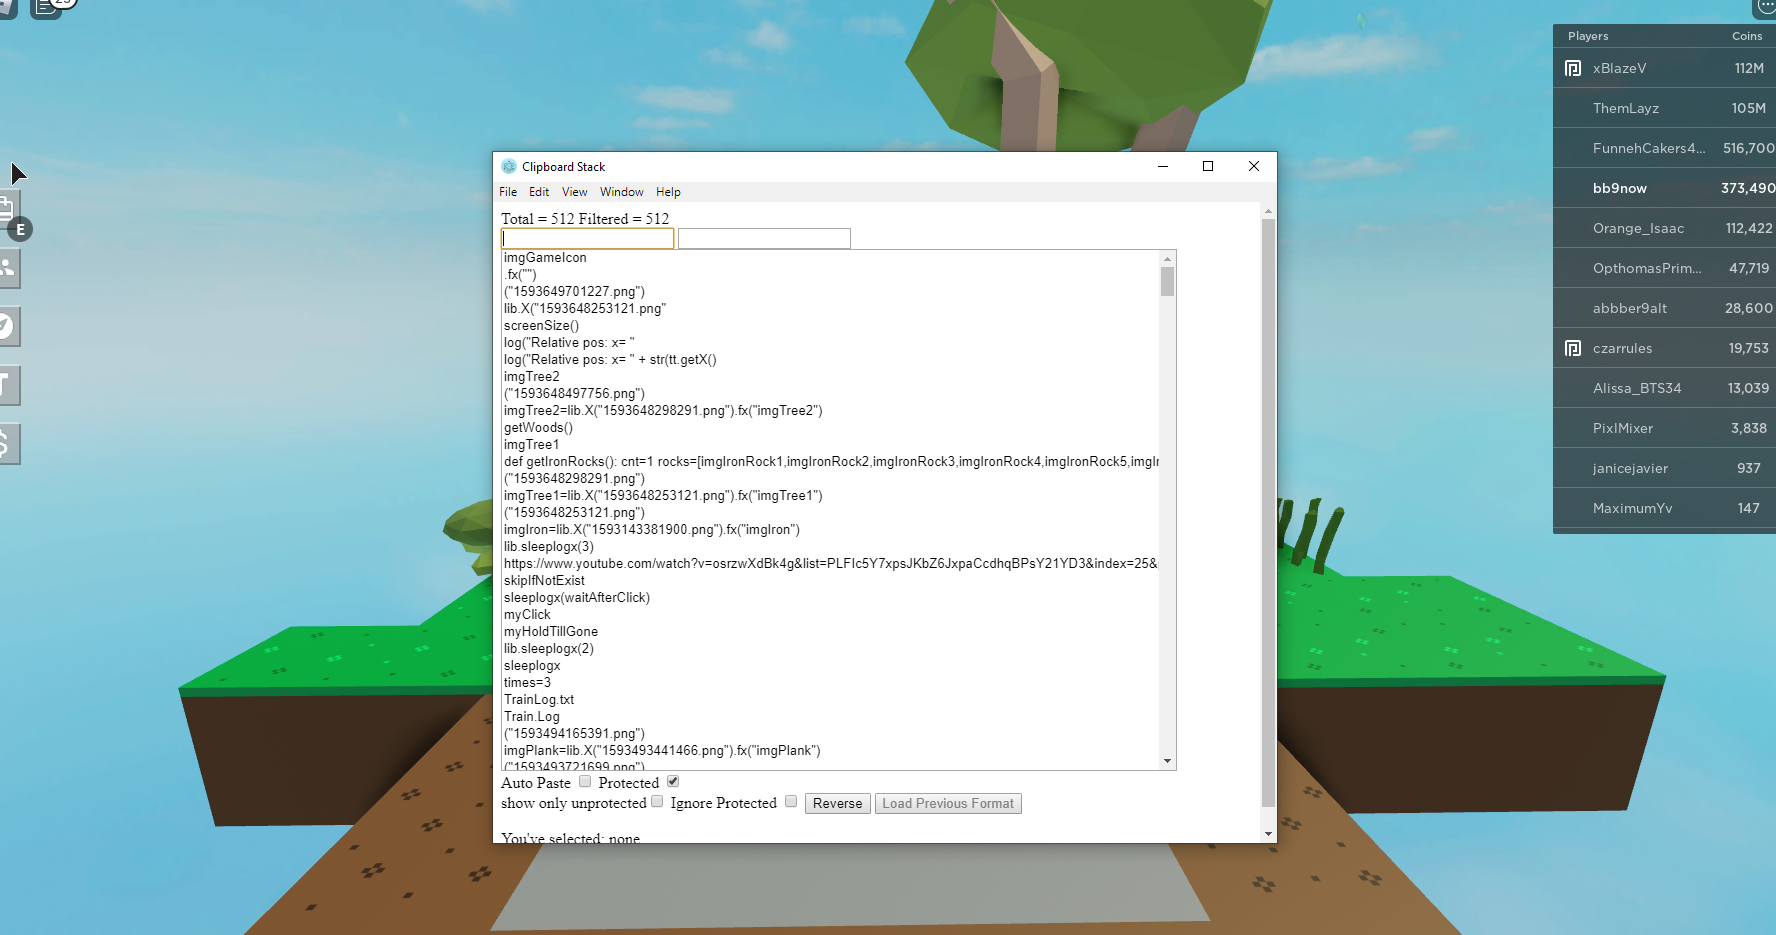 Players Coins
xBlazeV 112M
ThemLayz 105M
FunnehCakers4... 516,700
bb9now 373,490
Orange_Isaac 112,422
OpthomasPrim... 47,719
abbber9alt 28,600
czarrules 19,753
Alissa_BTS34 13,039
PixlMixer 3,838
janicejavier 937
MaximumYv 147
E
Clipboard Stack
File Edit View Window Help
Total = 512 Filtered = 512
imgGameIcon
.fx("")
("1593649701227.png")
lib.X("1593648253121.png"
screenSize()
log("Relative pos: x= "
log("Relative pos: x= " + str(tt.getX()
imgTree2
("1593648497756.png")
imgTree2=lib.X("1593648298291.png").fx("imgTree2")
getWoods()
imgTree1
def getIronRocks(): cnt=1 rocks=[imgIronRock1,imgIronRock2,imgIronRock3,imgIronRock4,imgIronRock5,imgIr
("1593648298291.png")
imgTree1=lib.X("1593648253121.png").fx("imgTree1")
("1593648253121.png")
imgIron=lib.X("1593143381900.png").fx("imgIron")
lib.sleeplogx(3)
https://www.youtube.com/watch?v=osrzwXdBk4g&list=PLFIc5Y7xpsJKbZ6JxpaCcdhqBPsY21YD3&index=25&
skipIfNotExist
sleeplogx(waitAfterClick)
myClick
myHoldTillGone
lib.sleeplogx(2)
sleeplogx
times=3
TrainLog.txt
Train.Log
("1593494165391.png")
imgPlank=lib.X("1593493441466.png").fx("imgPlank")
("1593493721699.png")
Auto Paste Protected
show only unprotected Ignore Protected Reverse Load Previous Format
You've selected: none